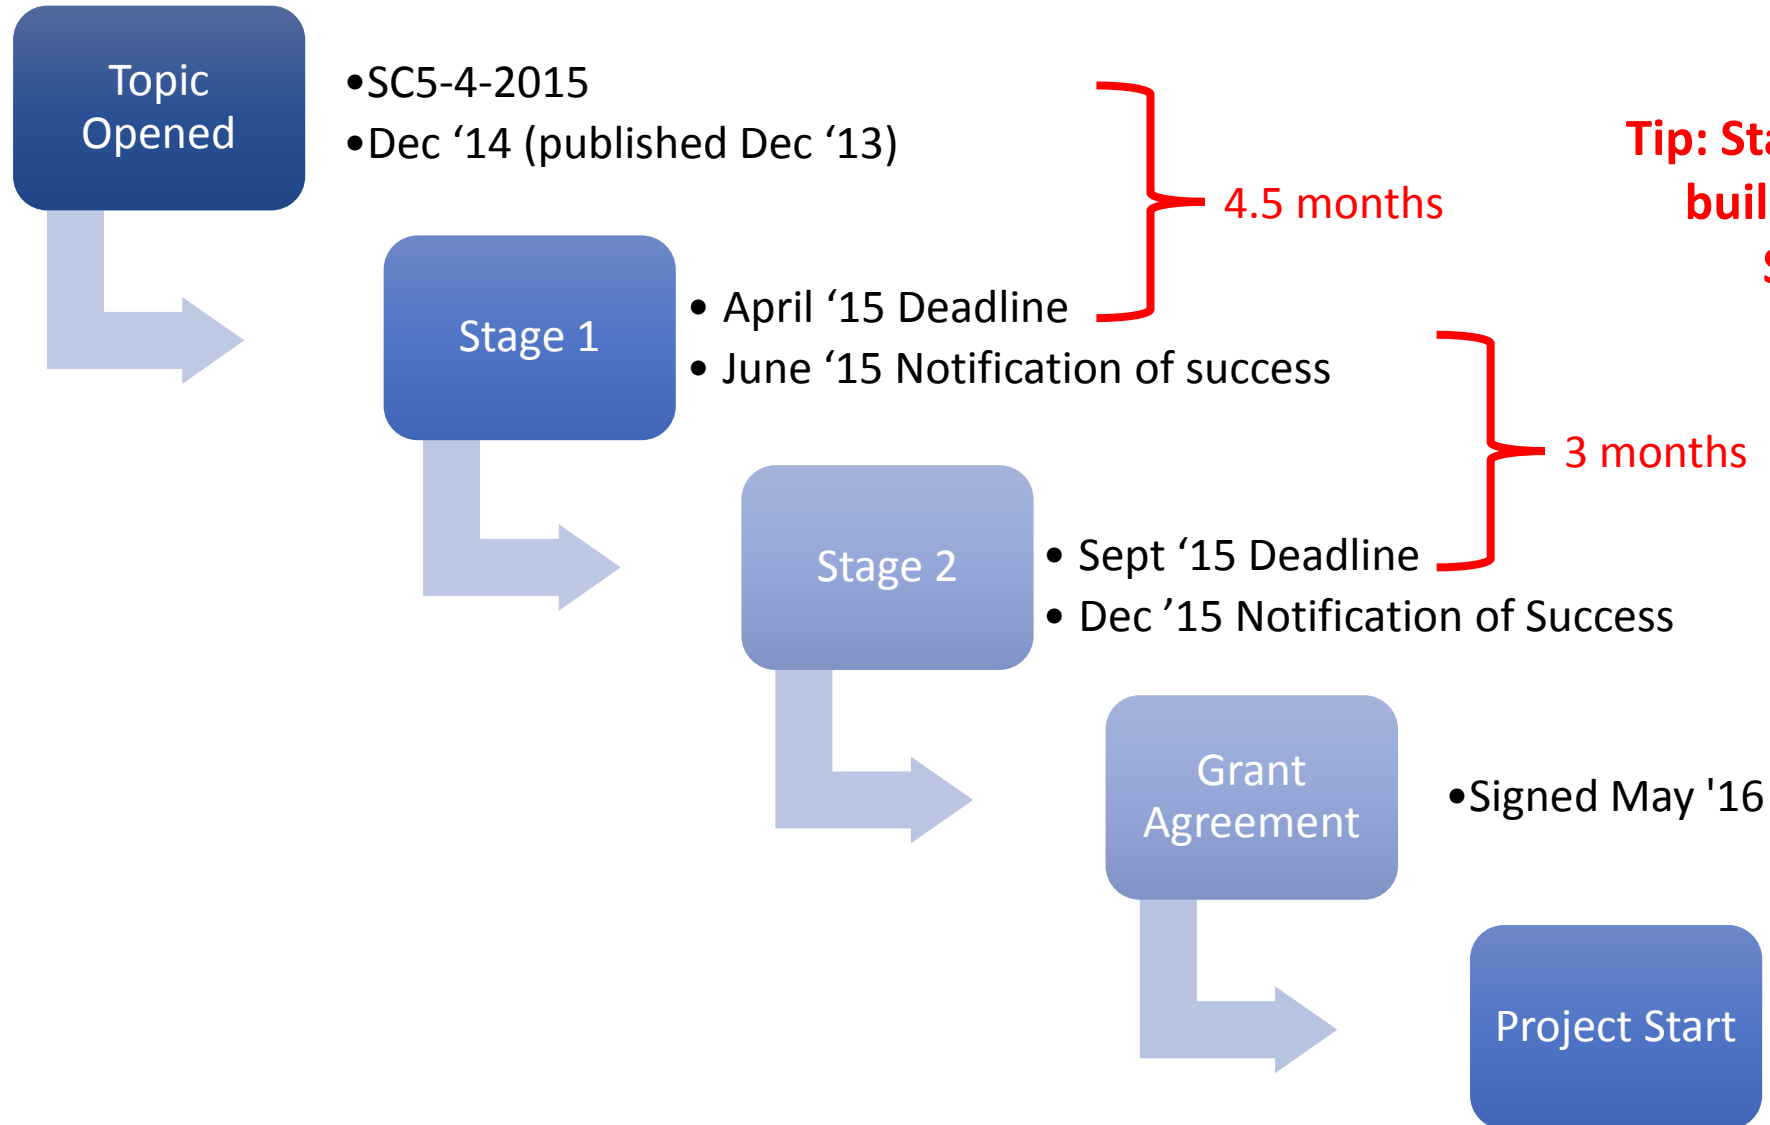 Topic
Opened
•SC5-4-2015
•Dec ‘14 (published Dec ‘13)
Tip:
4.5 months
Stage 1
• April ‘15 Deadline
• June ‘15 Notification of success
3 months
Stage 2
• Sept ‘15 Deadline
• Dec ’15 Notification of Success
Grant
Agreement
•Signed May '16
Project Start